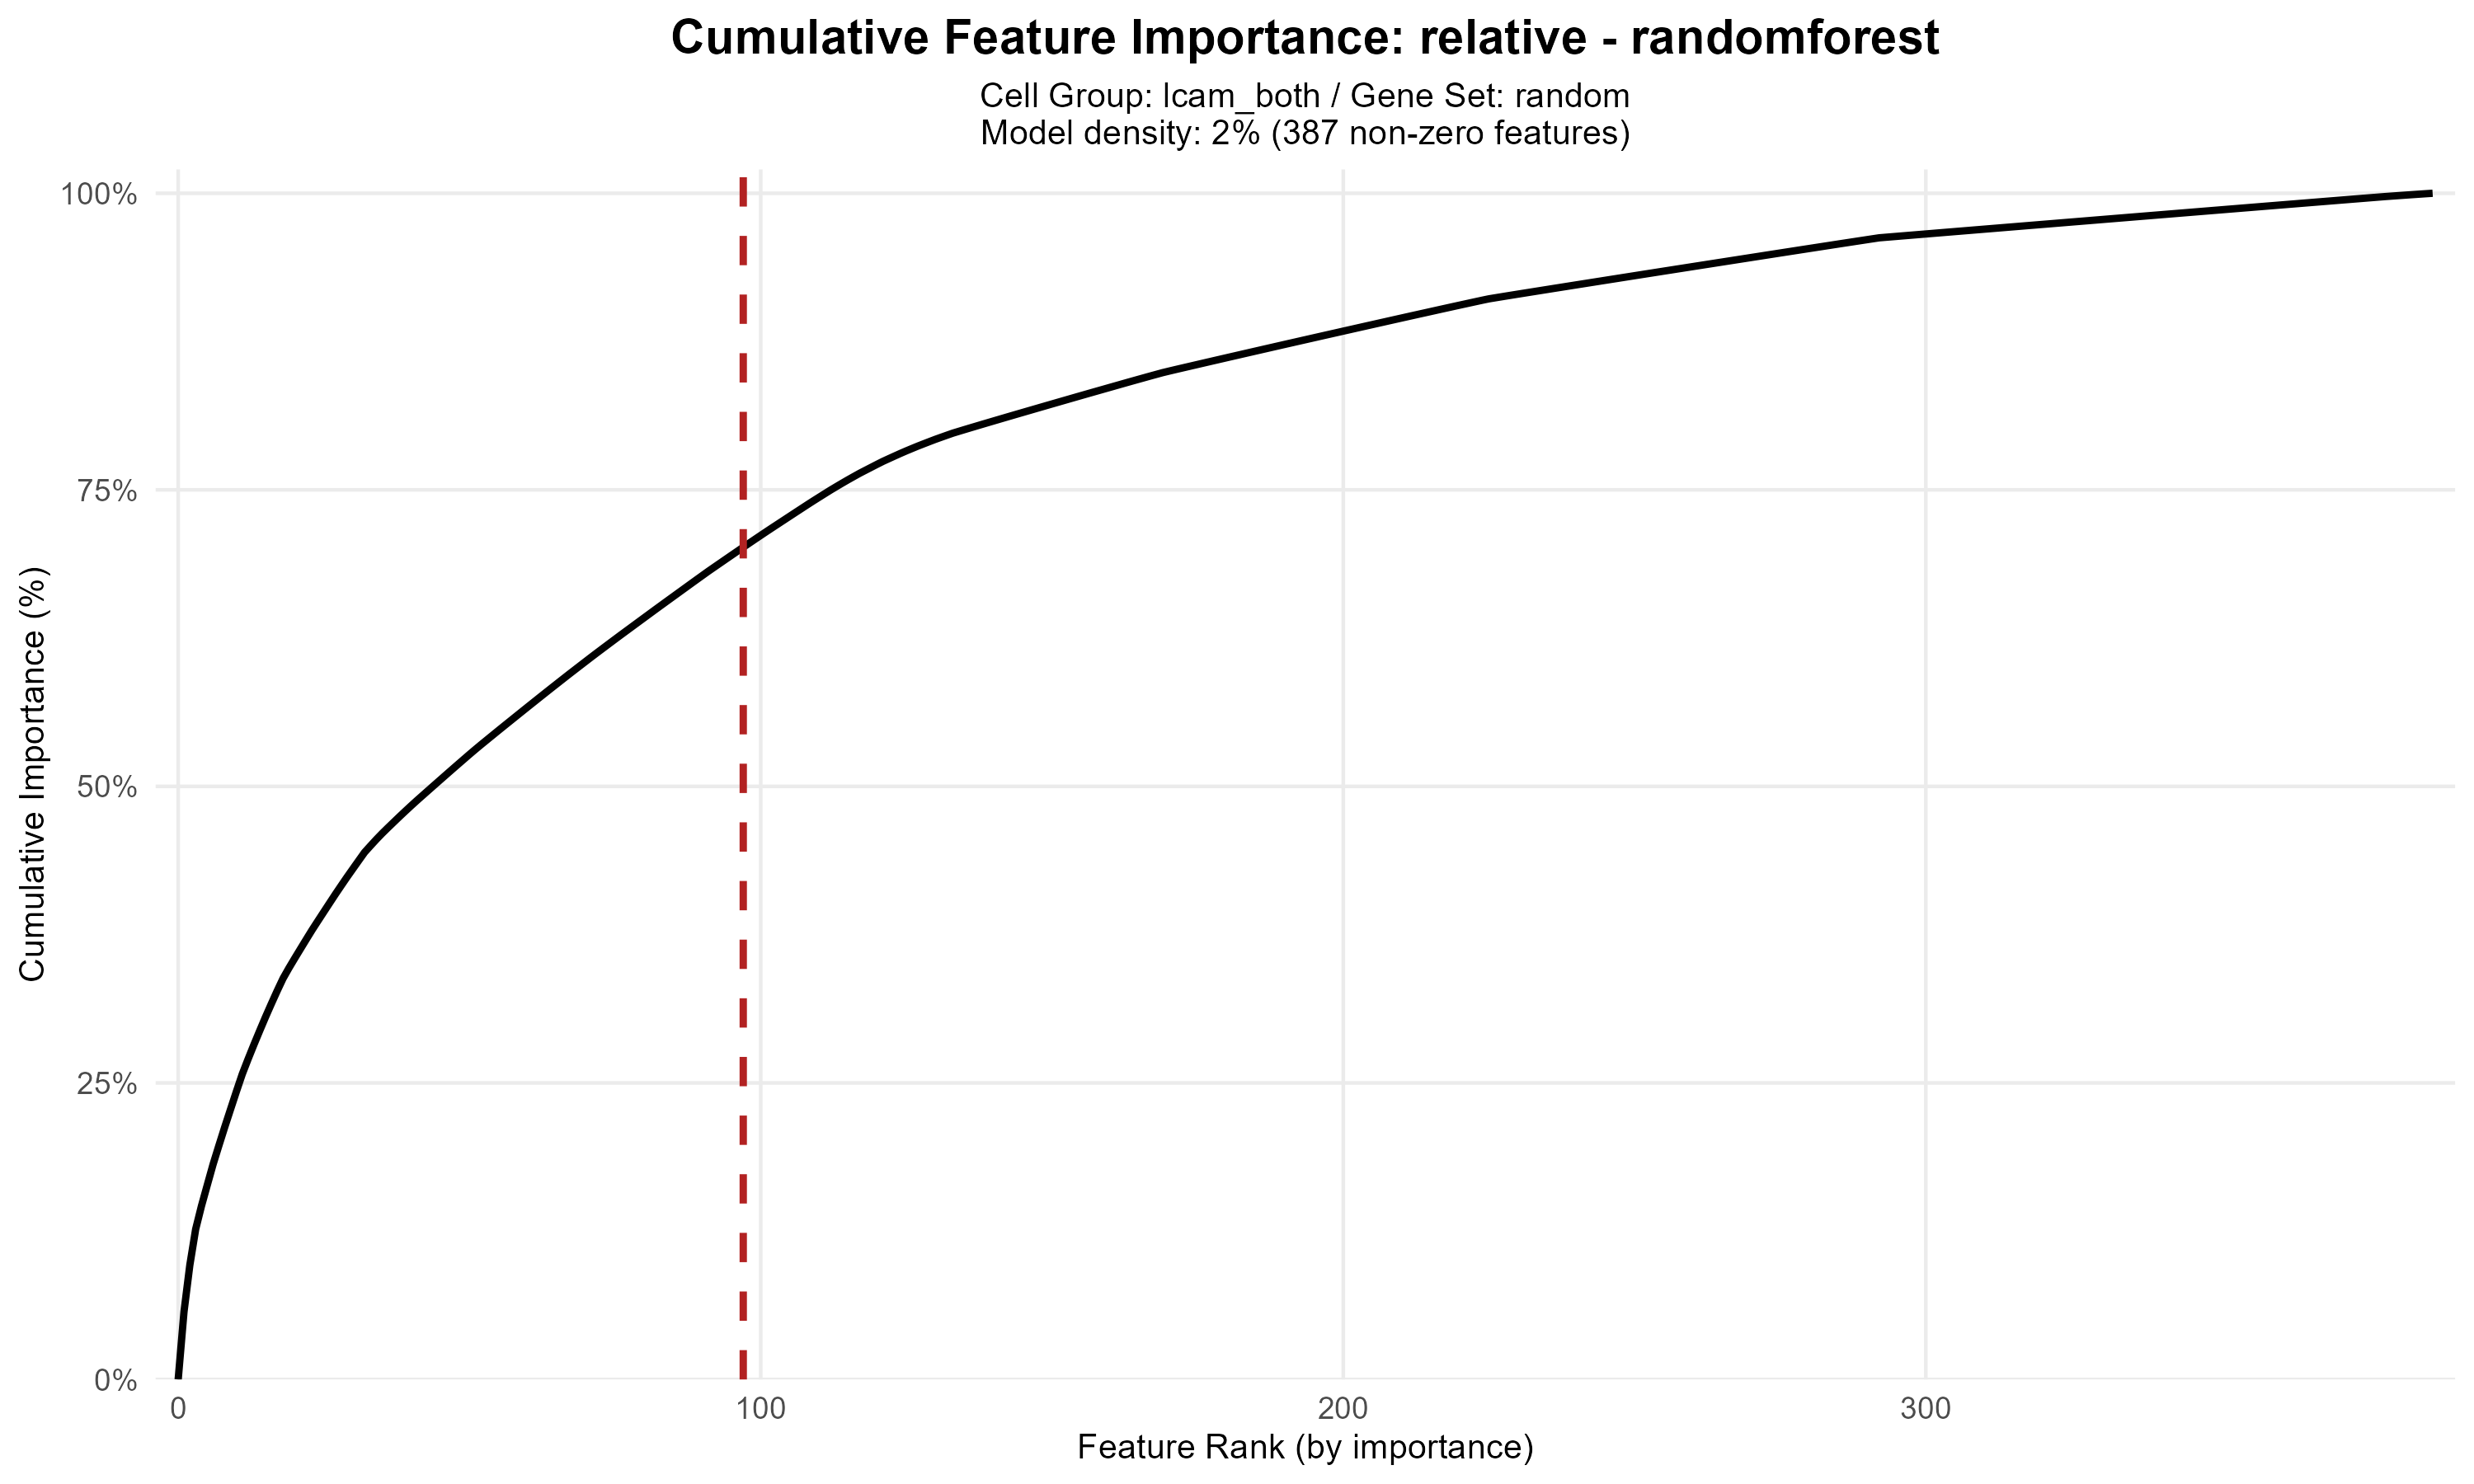 Cumulative Feature Importance: relative - randomforest
Cell Group: lcam_both / Gene Set: random
Model density: 2% (387 non-zero features)
Cumulative Importance (%)
100%
75%
50%
25%
0%
0
100
200
300
Feature Rank (by importance)